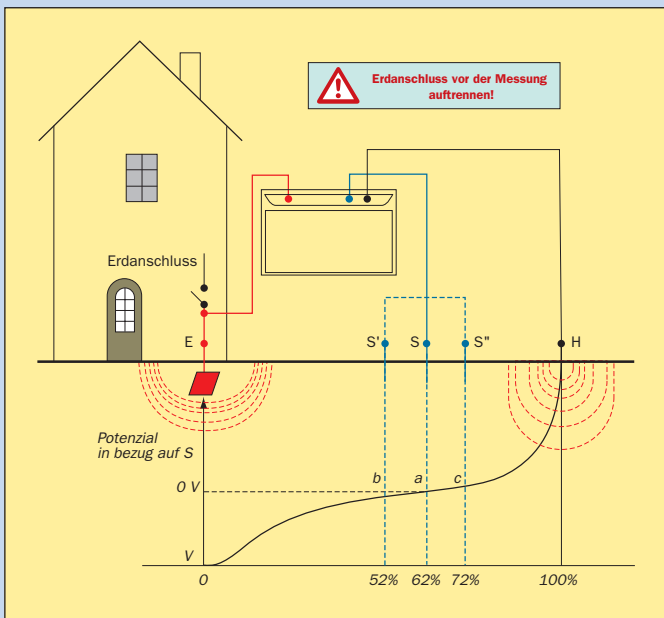 Erdanschluss vor der Messung
auftrennen!
Erdanschluss
E
S'
S
S"
H
Potenzial
in bezug auf S
b
a
c
0 V
V
0
52%
62%
72%
100%